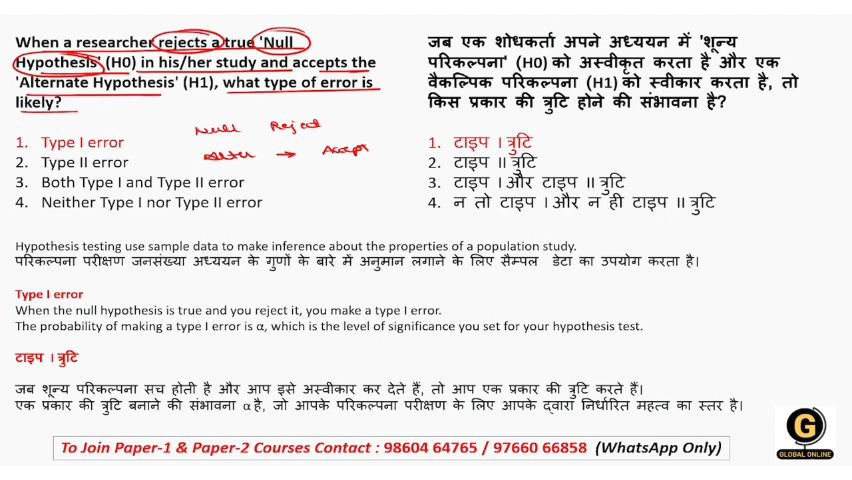 When a researcher rejects a true 'Null
Hypothesis' (H0) in his/her study and accepts the
'Alternate Hypothesis' (H1), what type of error is
likely?
Null Reject
Alter → Accept
1. Type I error
2. Type II error
3. Both Type I and Type II error
4. Neither Type I nor Type II error
जब एक शोधकर्ता अपने अध्ययन में 'शून्य
परिकल्पना' (H0) को अस्वीकृत करता है और एक
वैकल्पिक परिकल्पना (H1) को स्वीकार करता है, तो
किस प्रकार की त्रुटि होने की संभावना है?
1. टाइप । त्रुटि
2. टाइप ॥ त्रुटि
3. टाइप । और टाइप ॥ त्रुटि
4. न तो टाइप । और न ही टाइप ॥ त्रुटि
Hypothesis testing use sample data to make inference about the properties of a population study.
परिकल्पना परीक्षण जनसंख्या अध्ययन के गुणों के बारे में अनुमान लगाने के लिए सैम्पल डेटा का उपयोग करता है।
Type I error
When the null hypothesis is true and you reject it, you make a type I error.
The probability of making a type I error is α, which is the level of significance you set for your hypothesis test.
टाइप । त्रुटि
जब शून्य परिकल्पना सच होती है और आप इसे अस्वीकार कर देते हैं, तो आप एक प्रकार की त्रुटि करते हैं।
एक प्रकार की त्रुटि बनाने की संभावना α है, जो आपके परिकल्पना परीक्षण के लिए आपके द्वारा निर्धारित महत्व का स्तर है।
To Join Paper-1 & Paper-2 Courses Contact : 98604 64765 / 97660 66858 (WhatsApp Only)
G
GLOBAL ONLINE